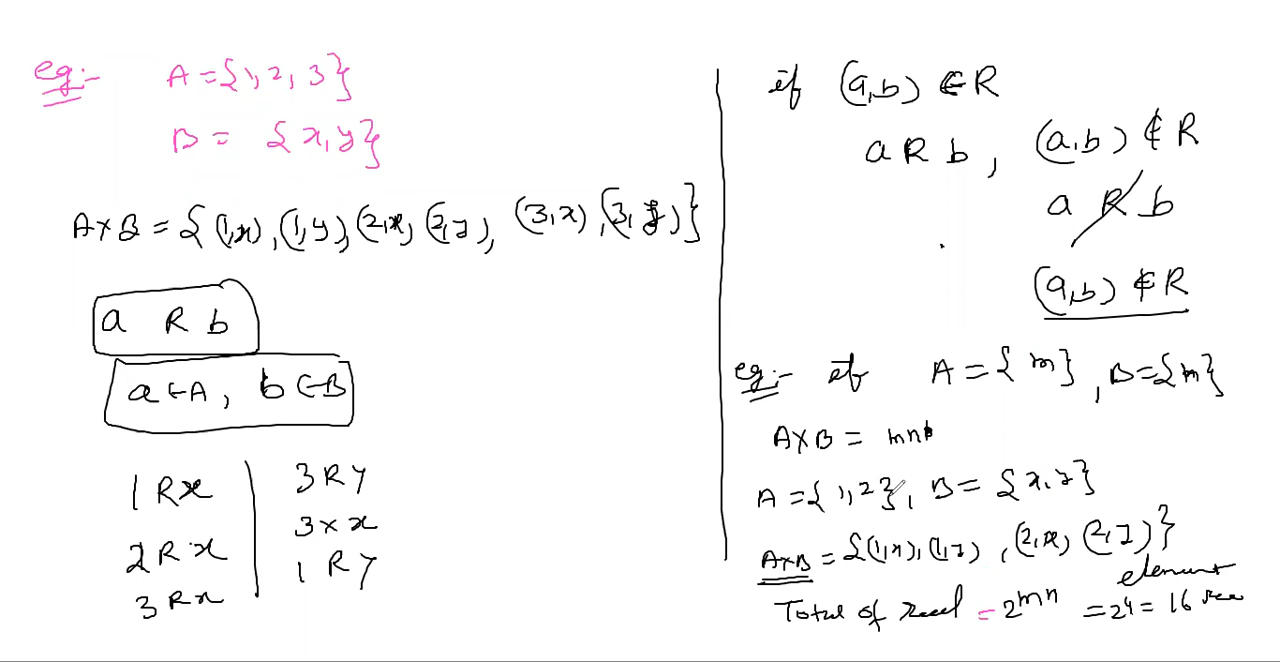 eg:- A = {1, 2, 3}
B = {x, y}
A×B = {(1,x), (1,y), (2,x), (2,y), (3,x), (3,y)}
a R b
a ∈ A, b ∈ B
1 R x
2 R x
3 R x
3 R y
3 × x
1 R y
if (a,b) ∈ R
a R b, (a,b) ∉ R
a R̸ b
(a,b) ∉ R
eg:- if A = {m}, B = {n}
A×B = mn
A = {1,2}, B = {x,y}
A×B = {(1,x), (1,y), (2,x) (2,y)}
element
Total of = 2^mn = 2^4 = 16